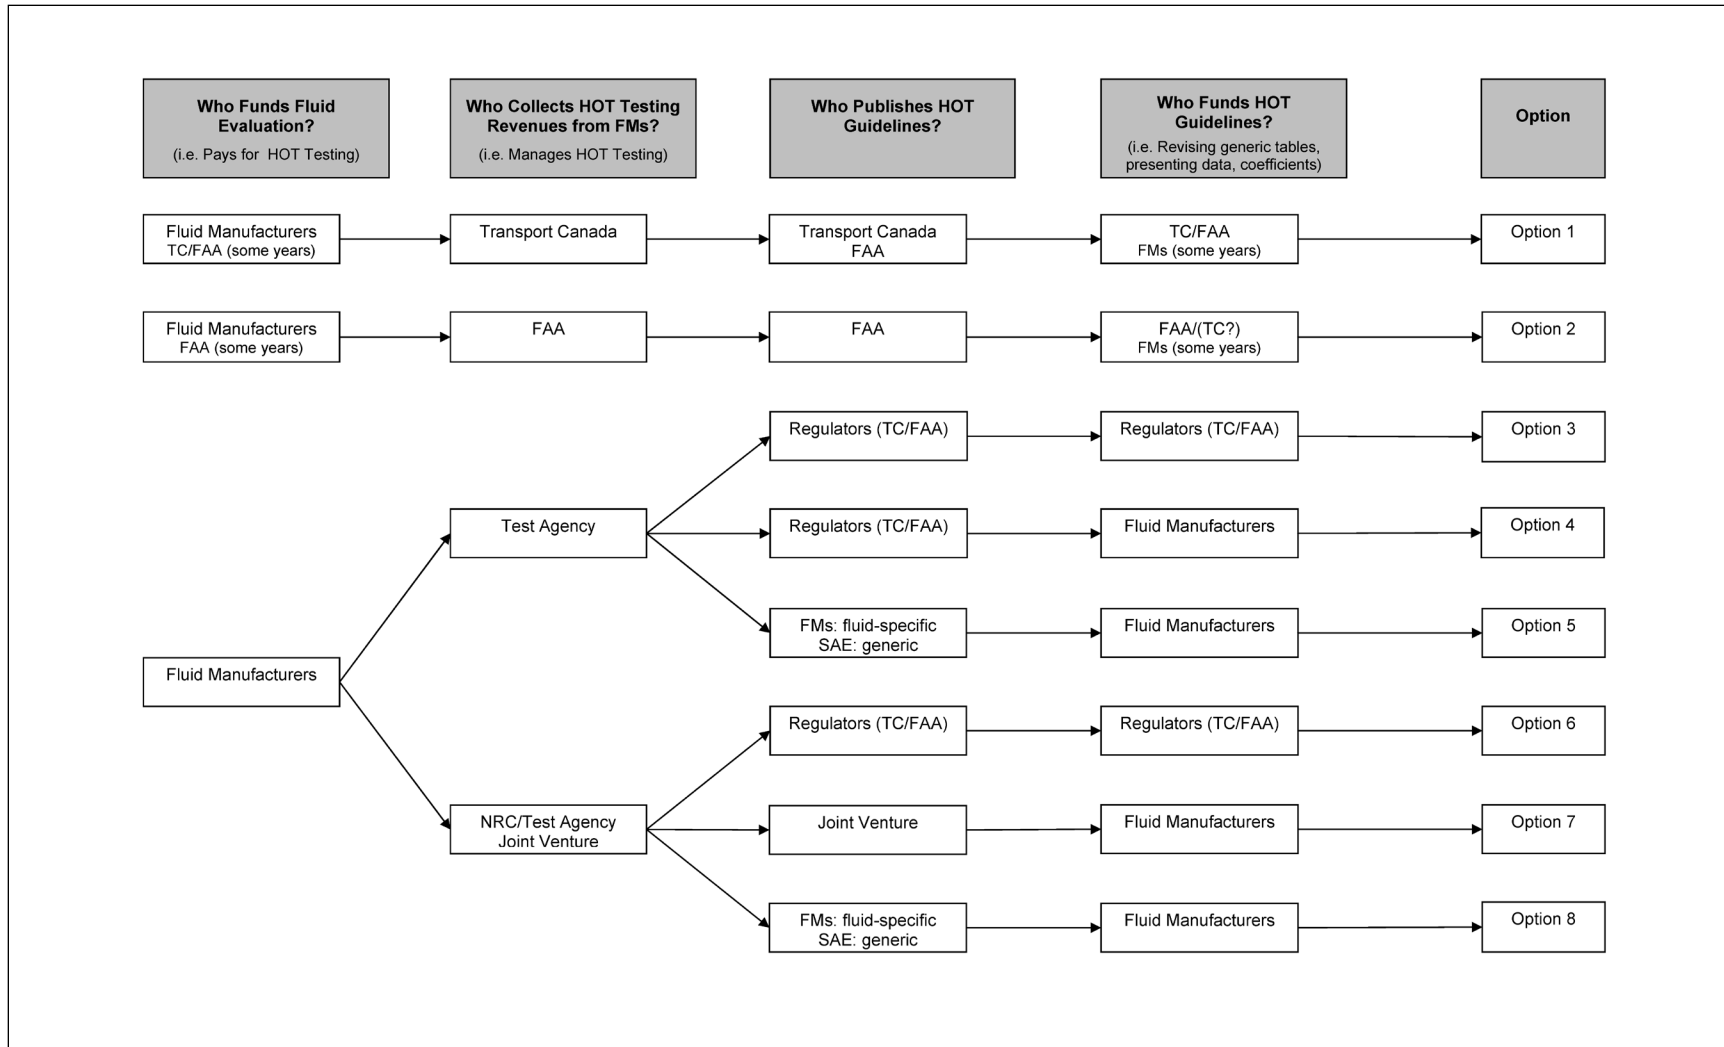 Who Funds Fluid
Evaluation?
(i.e. Pays for HOT Testing)
Who Collects HOT Testing
Revenues from FMs?
(i.e. Manages HOT Testing)
Who Publishes HOT
Guidelines?
Who Funds HOT
Guidelines?
(i.e. Revising generic tables,
presenting data, coefficients)
Option
Fluid Manufacturers
TC/FAA (some years)
Transport Canada
Transport Canada
FAA
TC/FAA
FMs (some years)
Option 1
Fluid Manufacturers
FAA (some years)
FAA
FAA
FAA/(TC?)
FMs (some years)
Option 2
Regulators (TC/FAA)
Regulators (TC/FAA)
Option 3
Test Agency
Regulators (TC/FAA)
Fluid Manufacturers
Option 4
FMs: fluid-specific
SAE: generic
Fluid Manufacturers
Option 5
Fluid Manufacturers
Regulators (TC/FAA)
Regulators (TC/FAA)
Option 6
NRC/Test Agency
Joint Venture
Joint Venture
Fluid Manufacturers
Option 7
FMs: fluid-specific
SAE: generic
Fluid Manufacturers
Option 8